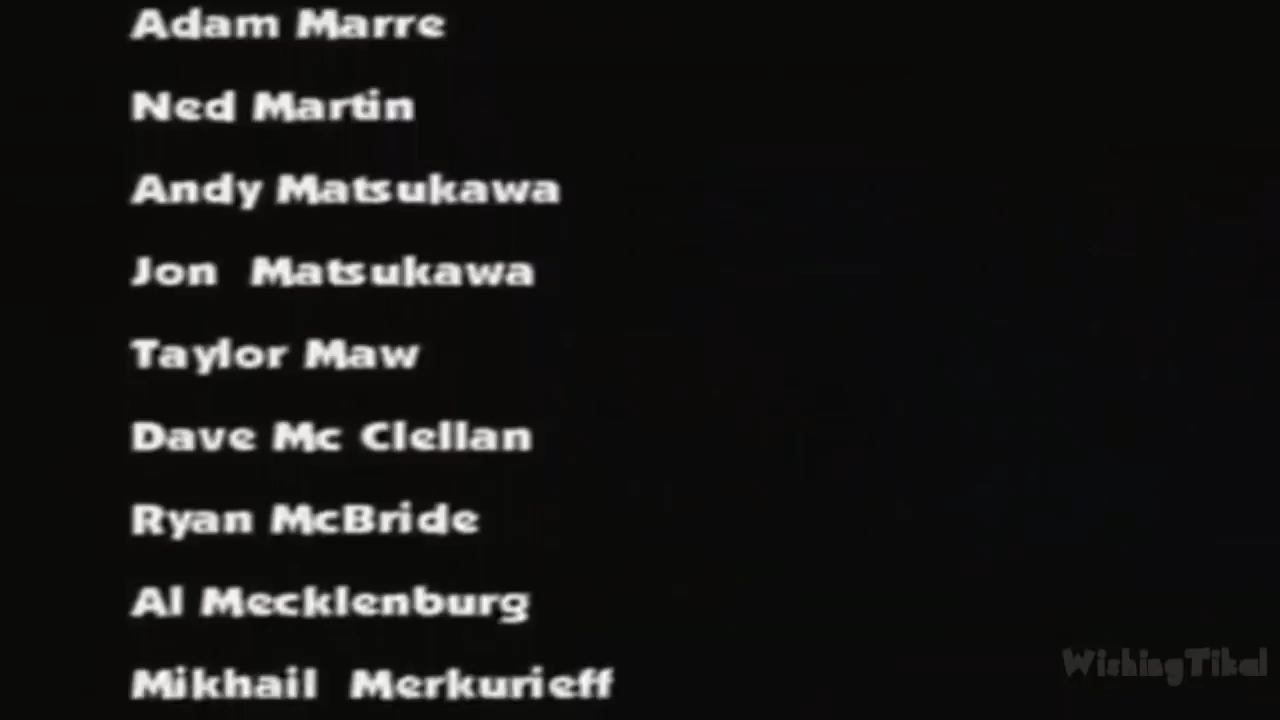 Adam Marre
Ned Martin
Andy Matsukawa
Jon Matsukawa
Taylor Maw
Dave Mc Clellan
Ryan McBride
Al Mecklenburg
Mikhail Merkurieff
WishingTikal